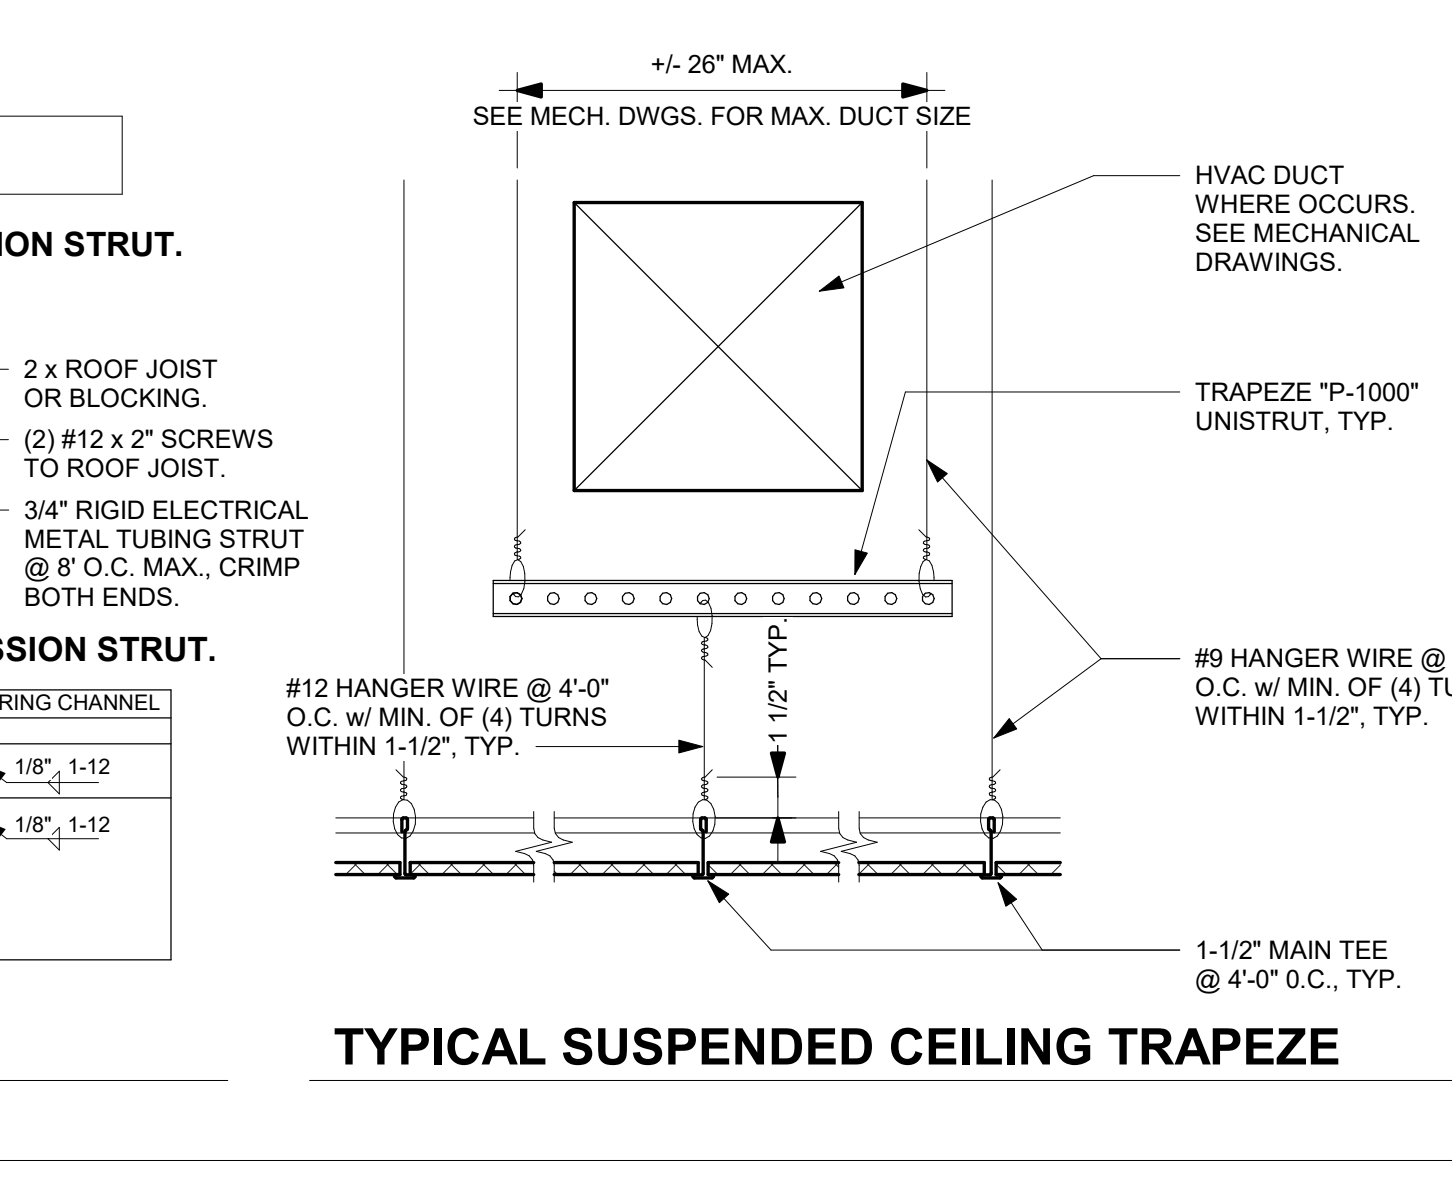 +/- 26" MAX.
SEE MECH. DWGS. FOR MAX. DUCT SIZE
HVAC DUCT
WHERE OCCURS.
SEE MECHANICAL
DRAWINGS.
STRUT.
2 x ROOF JOIST
OR BLOCKING.
(2) #12 x 2" SCREWS
TO ROOF JOIST.
3/4" RIGID ELECTRICAL
METAL TUBING STRUT
@ 8' O.C. MAX., CRIMP
BOTH ENDS.
STRUT.
TRAPEZE "P-1000"
UNISTRUT, TYP.
CHANNEL
1/8" 1-12
1/8" 1-12
#12 HANGER WIRE @ 4'-0"
O.C. w/ MIN. OF (4) TURNS
WITHIN 1-1/2", TYP.
1 1/2" TYP.
#9 HANGER WIRE @
O.C. w/ MIN. OF (4)
WITHIN 1-1/2", TYP.
1-1/2" MAIN TEE
@ 4'-0" 0.C., TYP.
TYPICAL SUSPENDED CEILING TRAPEZE